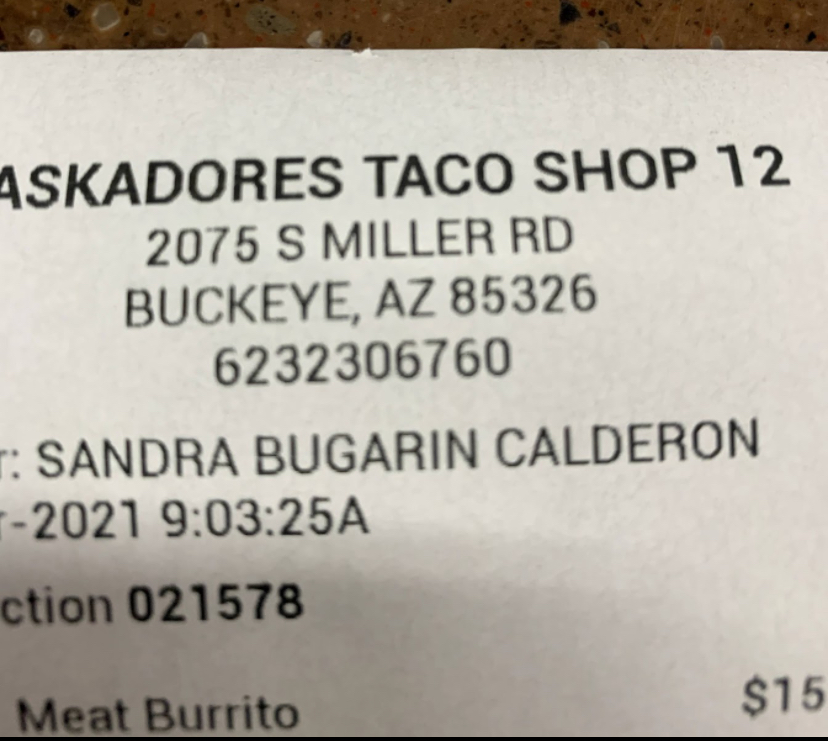 ASKADORES TACO SHOP 12
2075 S MILLER RD
BUCKEYE, AZ 85326
6232306760
r: SANDRA BUGARIN CALDERON
r-2021 9:03:25A
ction 021578
Meat Burrito $15